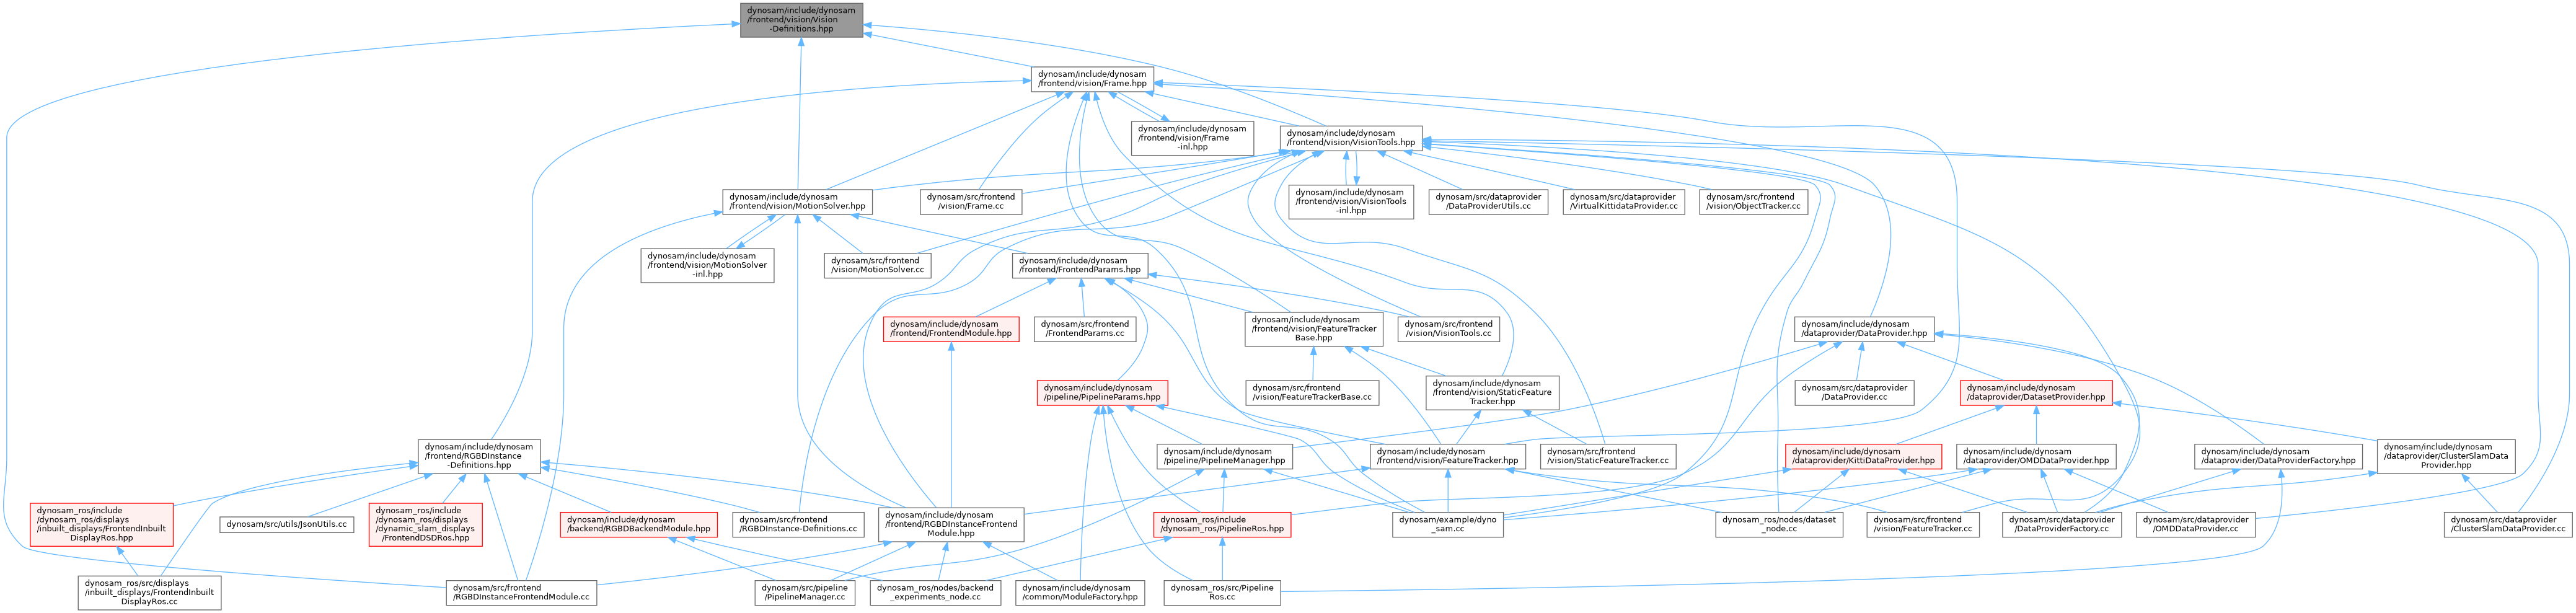 dynosam/include/dynosam
/frontend/vision/Vision
-Definitions.hpp
dynosam/include/dynosam
/frontend/vision/Frame.hpp
dynosam/include/dynosam
/frontend/vision/Frame
-inl.hpp
dynosam/include/dynosam
/frontend/vision/VisionTools.hpp
dynosam/include/dynosam
/frontend/vision/MotionSolver.hpp
dynosam/src/frontend
/vision/Frame.cc
dynosam/include/dynosam
/frontend/vision/VisionTools
-inl.hpp
dynosam/src/dataprovider
/DataProviderUtils.cc
dynosam/src/dataprovider
/VirtualKittidataProvider.cc
dynosam/src/frontend
/vision/ObjectTracker.cc
dynosam/include/dynosam
/frontend/vision/MotionSolver
-inl.hpp
dynosam/src/frontend
/vision/MotionSolver.cc
dynosam/include/dynosam
/frontend/FrontendParams.hpp
dynosam/include/dynosam
/frontend/FrontendModule.hpp
dynosam/src/frontend
/FrontendParams.cc
dynosam/include/dynosam
/frontend/vision/FeatureTracker
Base.hpp
dynosam/src/frontend
/vision/VisionTools.cc
dynosam/include/dynosam
/dataprovider/DataProvider.hpp
dynosam/include/dynosam
/pipeline/PipelineParams.hpp
dynosam/src/frontend
/vision/FeatureTrackerBase.cc
dynosam/include/dynosam
/frontend/vision/StaticFeature
Tracker.hpp
dynosam/src/dataprovider
/DataProvider.cc
dynosam/include/dynosam
/dataprovider/DatasetProvider.hpp
dynosam/include/dynosam
/frontend/RGBDInstance
-Definitions.hpp
dynosam/include/dynosam
/pipeline/PipelineManager.hpp
dynosam/include/dynosam
/frontend/vision/FeatureTracker.hpp
dynosam/src/frontend
/vision/StaticFeatureTracker.cc
dynosam/include/dynosam
/dataprovider/KittiDataProvider.hpp
dynosam/include/dynosam
/dataprovider/OMDDataProvider.hpp
dynosam/include/dynosam
/dataprovider/DataProviderFactory.hpp
dynosam/include/dynosam
/dataprovider/ClusterSlamData
Provider.hpp
dynosam_ros/include
/dynosam_ros/displays
/inbuilt_displays/FrontendInbuilt
DisplayRos.hpp
dynosam/src/utils/JsonUtils.cc
dynosam_ros/include
/dynosam_ros/displays
/dynamic_slam_displays
/FrontendDSDRos.hpp
dynosam/include/dynosam
/backend/RGBDBackendModule.hpp
dynosam/src/frontend
/RGBDInstance-Definitions.cc
dynosam/include/dynosam
/frontend/RGBDInstanceFrontend
Module.hpp
dynosam_ros/include
/dynosam_ros/PipelineRos.hpp
dynosam/example/dyno
_sam.cc
dynosam_ros/nodes/dataset
_node.cc
dynosam/src/frontend
/vision/FeatureTracker.cc
dynosam/src/dataprovider
/DataProviderFactory.cc
dynosam/src/dataprovider
/OMDDataProvider.cc
dynosam/src/dataprovider
/ClusterSlamDataProvider.cc
dynosam_ros/src/displays
/inbuilt_displays/FrontendInbuilt
DisplayRos.cc
dynosam/src/frontend
/RGBDInstanceFrontendModule.cc
dynosam/src/pipeline
/PipelineManager.cc
dynosam_ros/nodes/backend
_experiments_node.cc
dynosam/include/dynosam
/common/ModuleFactory.hpp
dynosam_ros/src/Pipeline
Ros.cc